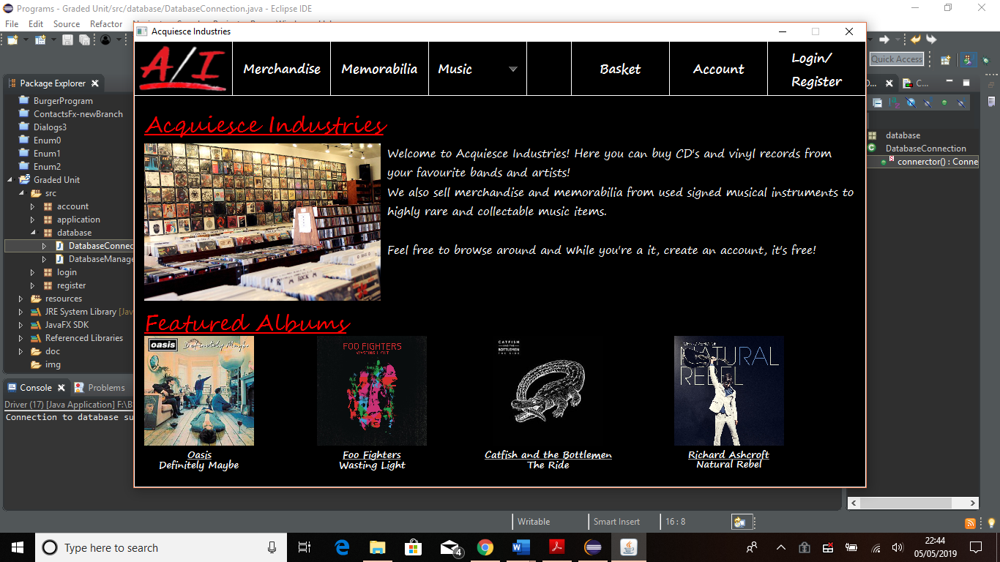 Programs - Graded Unit/src/database/DatabaseConnection.java - Eclipse IDE
File Edit Source Refactor
Acquiesce Industries
A/I
Merchandise
Memorabilia
Music
Basket
Account
Login/
Register
Quick Access
Package Explorer
BurgerProgram
ContactsFx-newBranch
Dialogs3
Enum0
Enum1
Enum2
Graded Unit
src
account
application
database
DatabaseConnec
DatabaseManage
login
register
resources
JRE System Library [Jav
JavaFX SDK
Referenced Libraries
doc
img
Acquiesce Industries
Welcome to Acquiesce Industries! Here you can buy CD's and vinyl records from
your favourite bands and artists!
We also sell merchandise and memorabilia from used signed musical instruments to
highly rare and collectable music items.
Feel free to browse around and while you're a it, create an account, it's free!
Featured Albums
oasis Definitely Maybe
FOO FIGHTERS
WASTING LIGHT
CATFISH
AND THE
BOTTLEMEN
THE RIDE
NATURAL
REBEL
Oasis
Definitely Maybe
Foo Fighters
Wasting Light
Catfish and the Bottlemen
The Ride
Richard Ashcroft
Natural Rebel
C...
database
DatabaseConnection
connertor() : Conne
Console
Problems
Driver (17) [Java Application] F:\B
Connection to database su
Writable
Smart Insert
16 : 8
Type here to search
4
22:44
05/05/2019